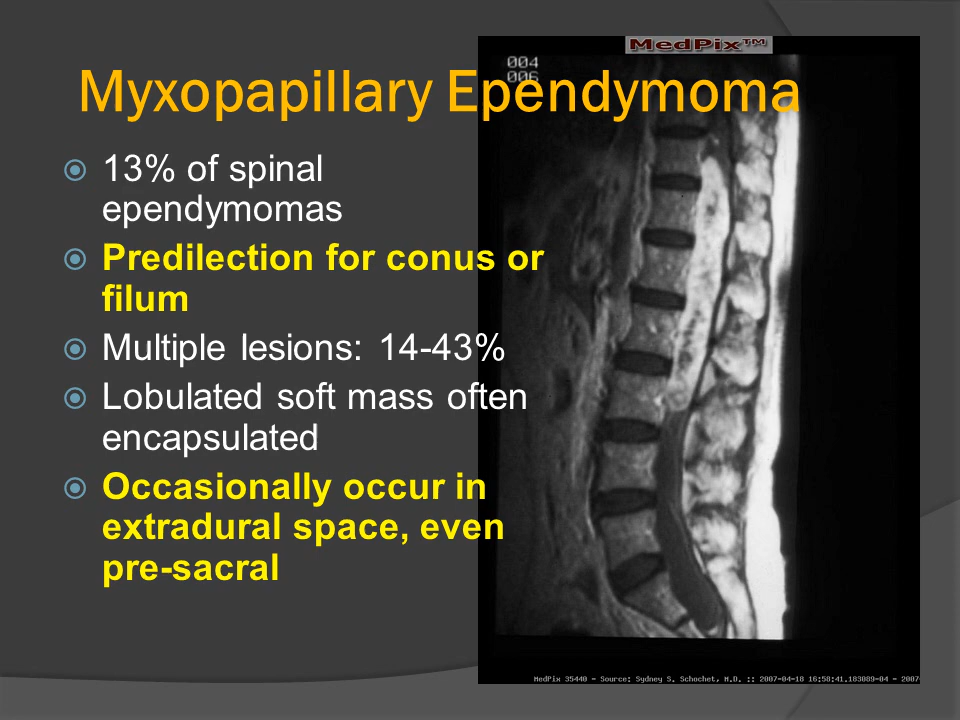 MedPix™
004
006
Myxopapillary Ependymoma
13% of spinal
ependymomas
Predilection for conus or
filum
Multiple lesions: 14-43%
Lobulated soft mass often
encapsulated
Occasionally occur in
extradural space, even
pre-sacral
MedPix 35440 - Source: Sydney S. Schochet, M.D. :: 2007-04-18 16:58:41.183089-04 - 2007